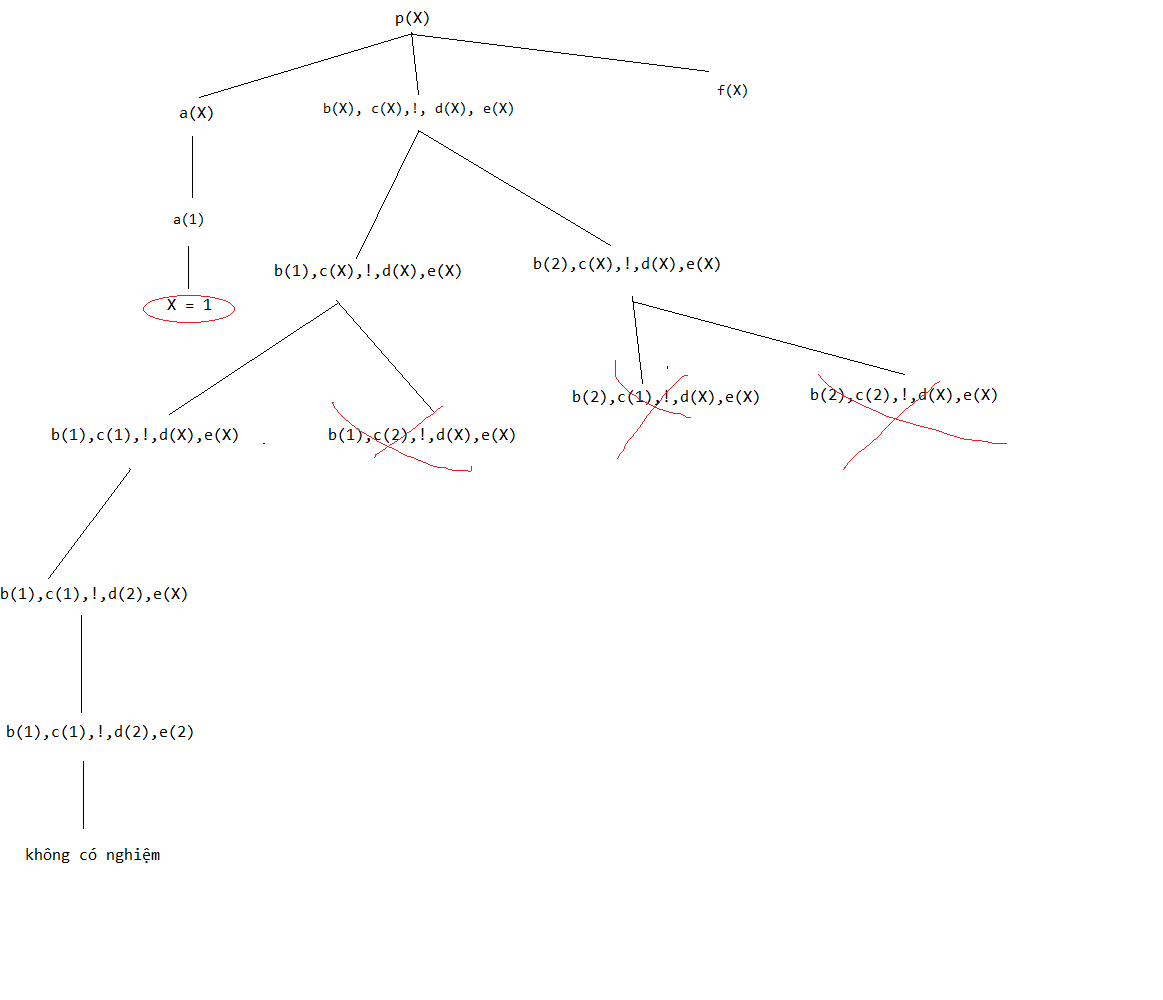 p(X)
a(X)
b(X), c(X),!, d(X), e(X)
f(X)
a(1)
X = 1
b(1),c(X),!,d(X),e(X)
b(2),c(X),!,d(X),e(X)
b(1),c(1),!,d(X),e(X)
b(1),c(2),!,d(X),e(X)
b(2),c(1),!,d(X),e(X)
b(2),c(2),!,d(X),e(X)
b(1),c(1),!,d(2),e(X)
b(1),c(1),!,d(2),e(2)
không có nghiệm